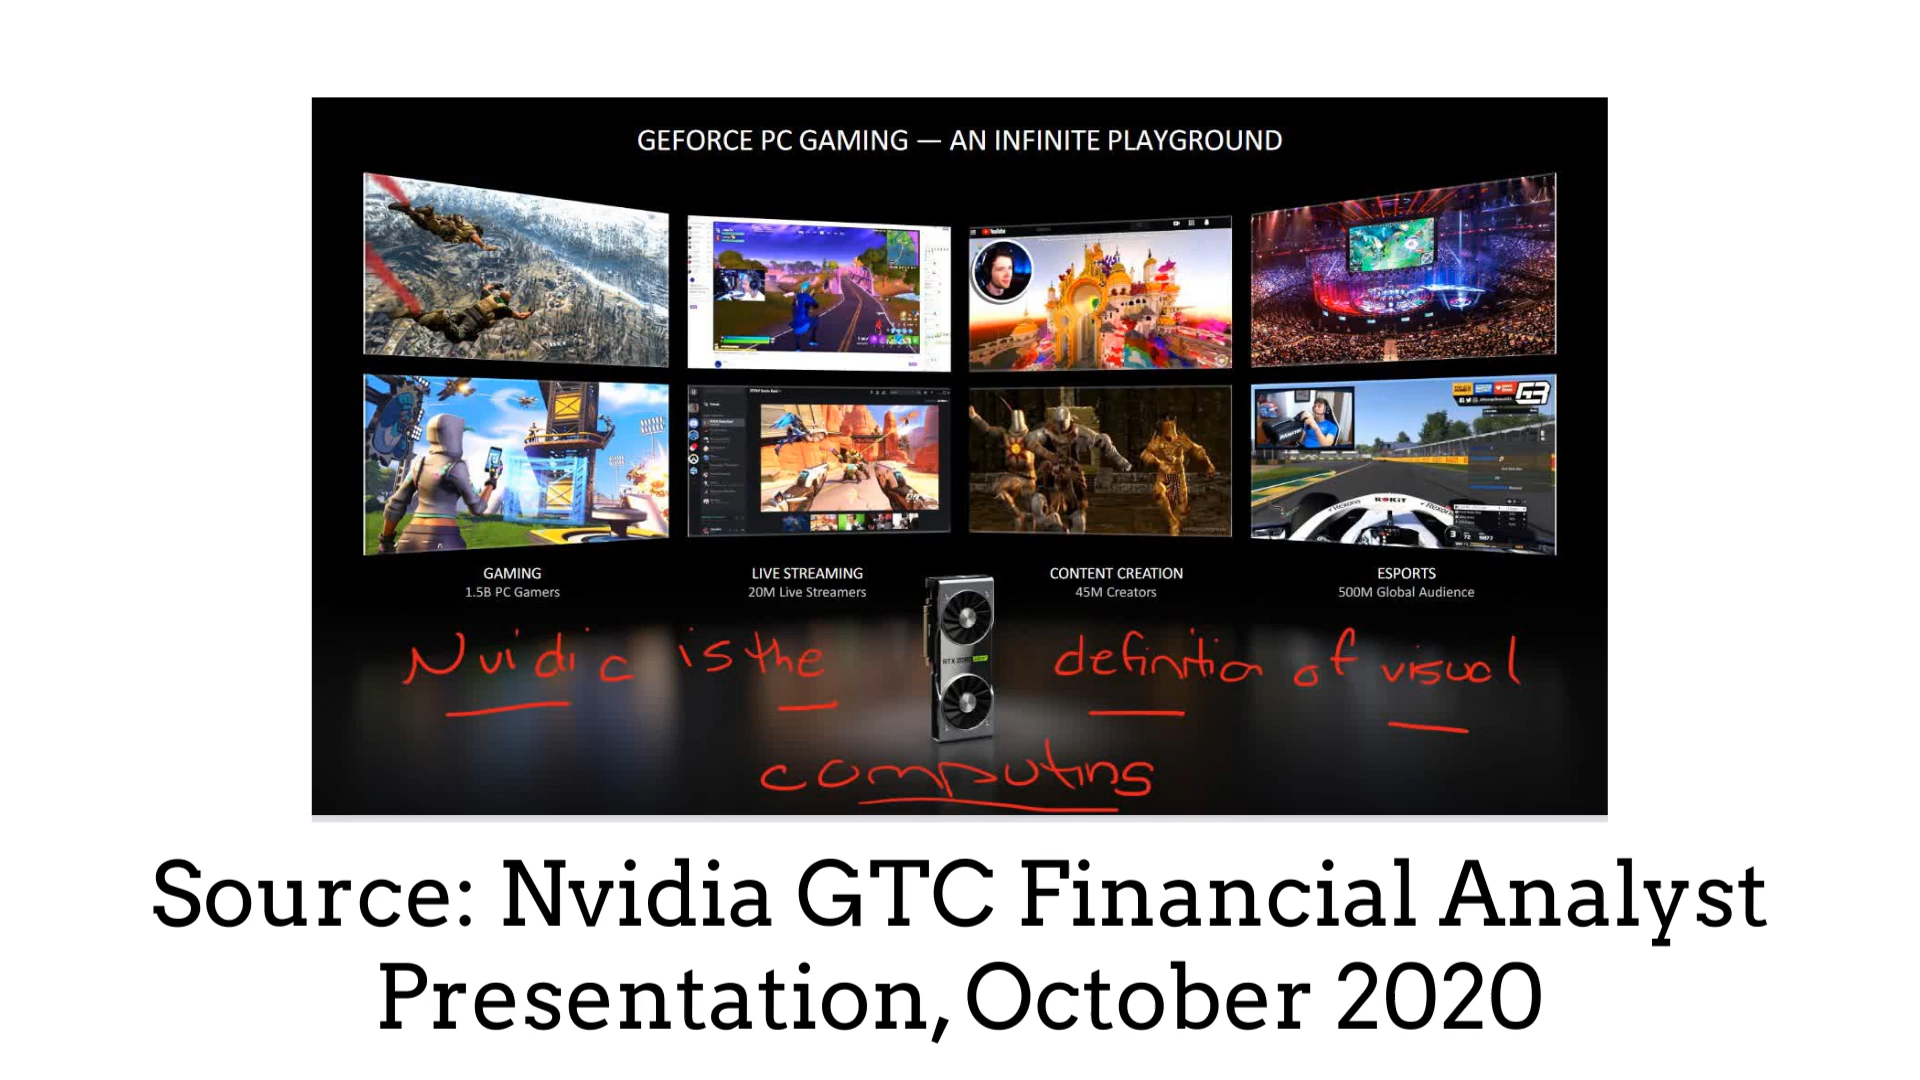 GEFORCE PC GAMING — AN INFINITE PLAYGROUND
YouTube
ROKiT
GAMING
1.5B PC Gamers
LIVE STREAMING
20M Live Streamers
CONTENT CREATION
45M Creators
ESPORTS
500M Global Audience
Nvidia is the definition of visual
computing
Source: Nvidia GTC Financial Analyst
Presentation, October 2020